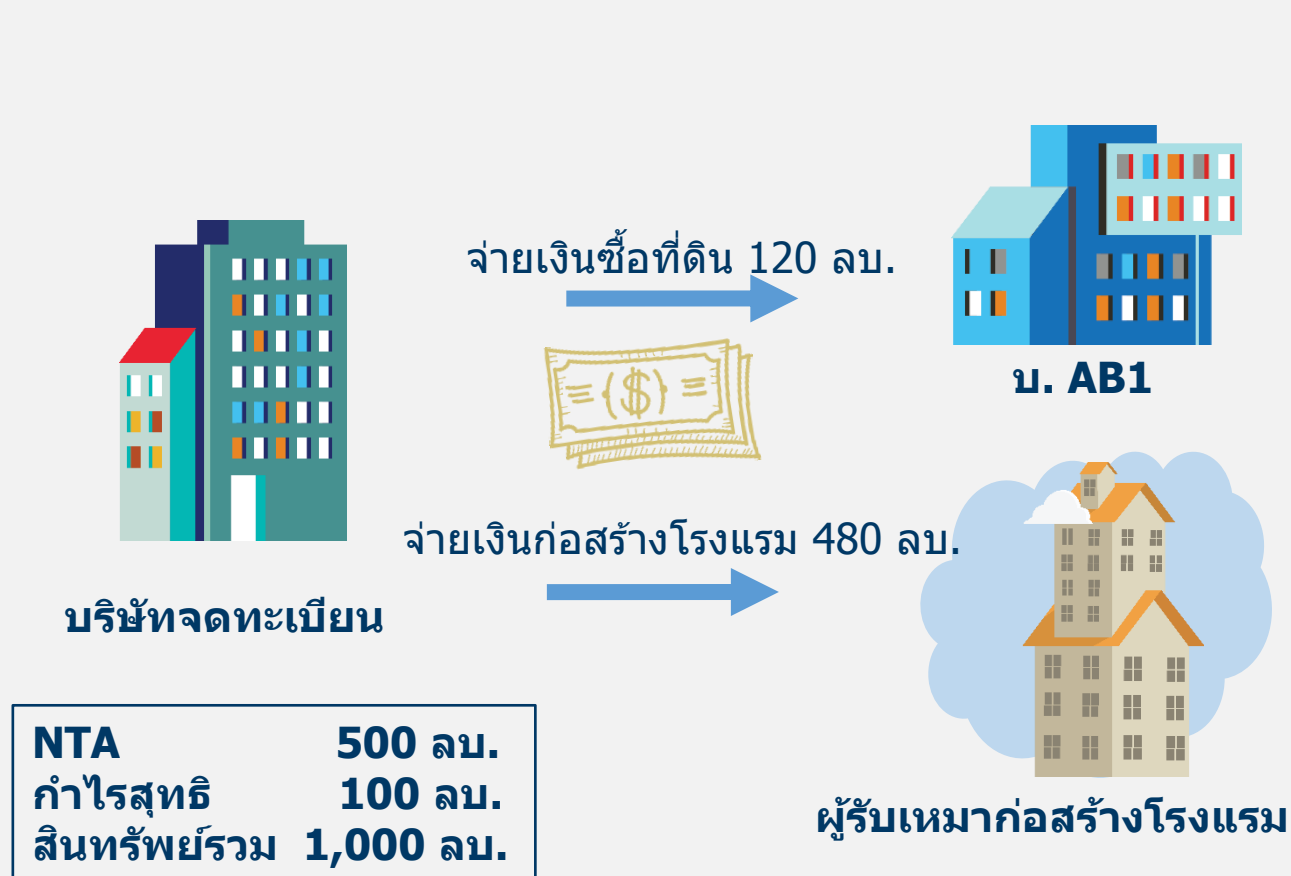 จ่ายเงินซื้อที่ดิน 120 ลบ.
บ. AB1
($)
จ่ายเงินก่อสร้างโรงแรม 480 ลบ.
บริษัทจดทะเบียน
ผู้รับเหมาก่อสร้างโรงแรม
NTA 500 ลบ.
กำไรสุทธิ 100 ลบ.
สินทรัพย์รวม 1,000 ลบ.